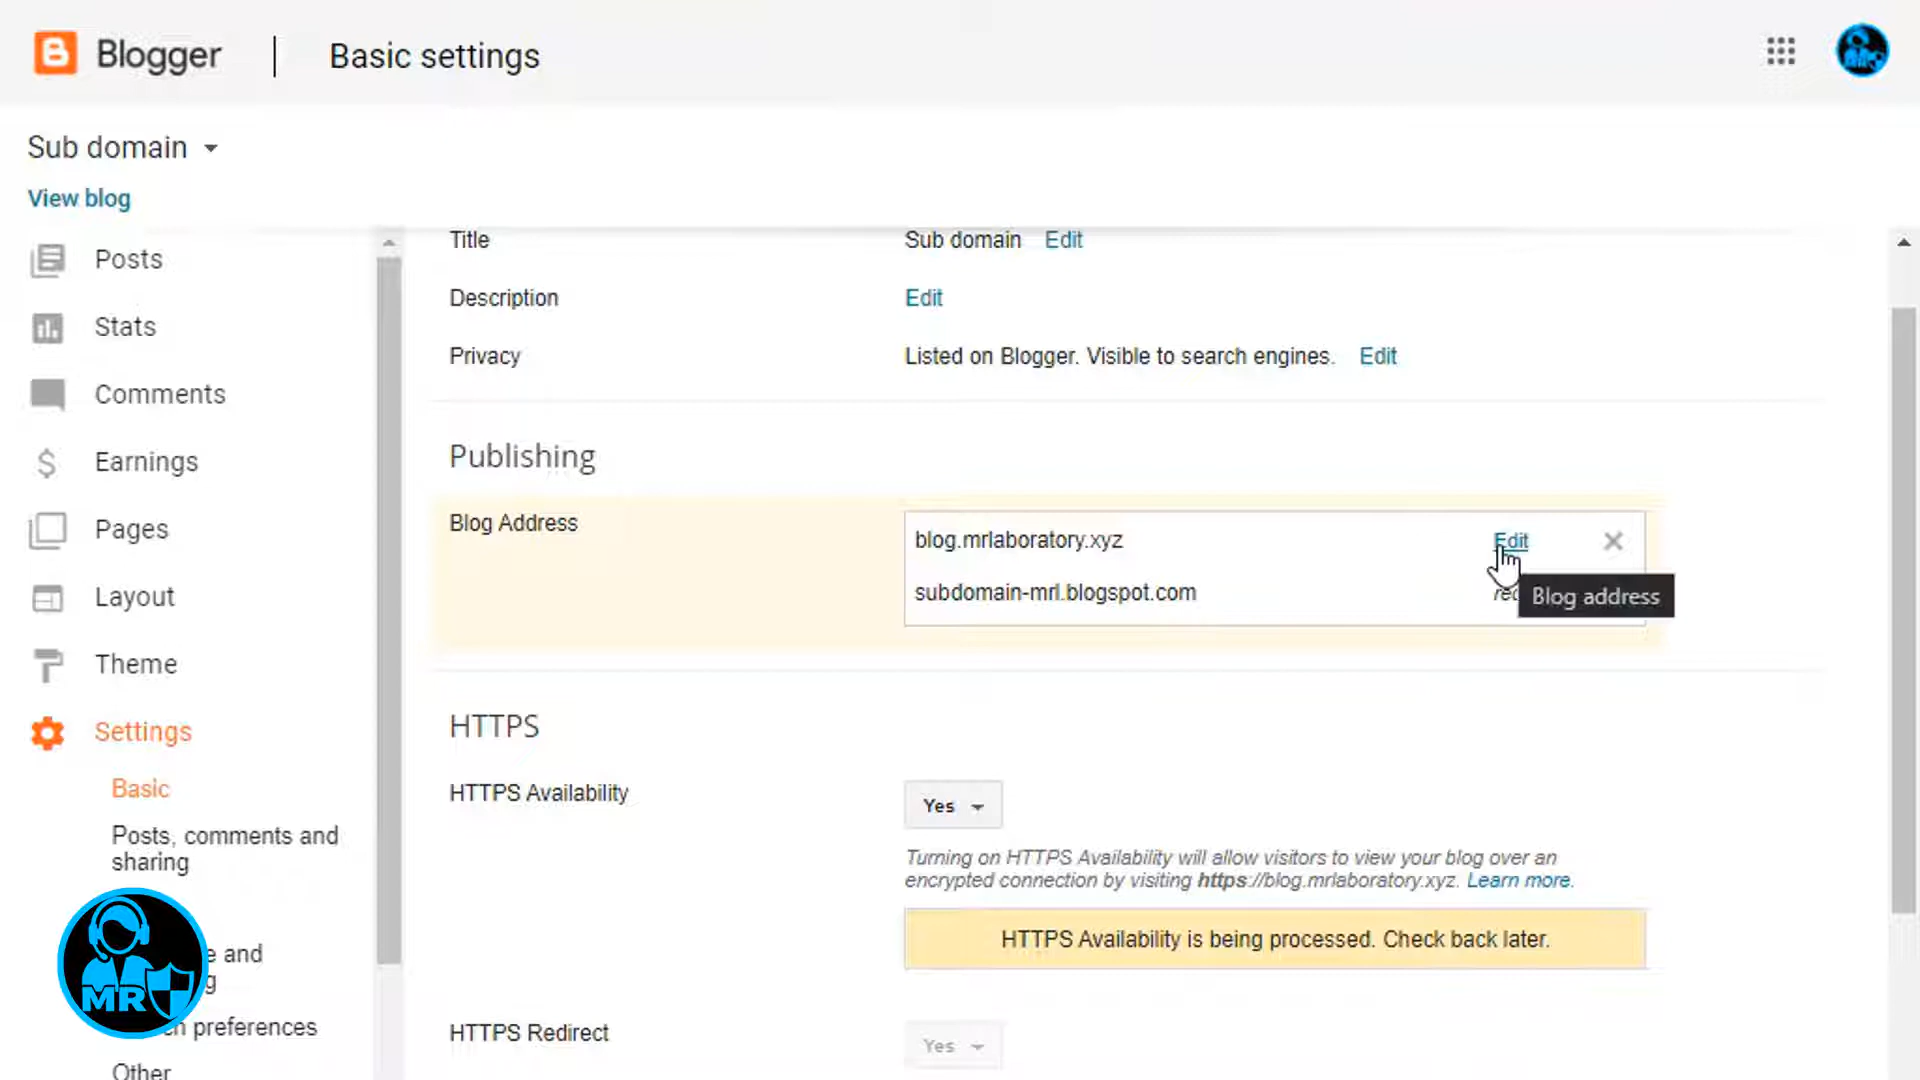 Blogger
Basic settings
Sub domain
View blog
Posts
Stats
Comments
Earnings
Pages
Layout
Theme
Settings
Basic
Posts, comments and
sharing
e and
g
preferences
Other
MR
Title
Sub domain Edit
Description
Edit
Privacy
Listed on Blogger. Visible to search engines. Edit
Publishing
Blog Address
blog.mrlaboratory.xyz Edit
subdomain-mrl.blogspot.com
Blog address
HTTPS
HTTPS Availability
Yes
Turning on HTTPS Availability will allow visitors to view your blog over an
encrypted connection by visiting https://blog.mrlaboratory.xyz. Learn more.
HTTPS Availability is being processed. Check back later.
HTTPS Redirect
Yes